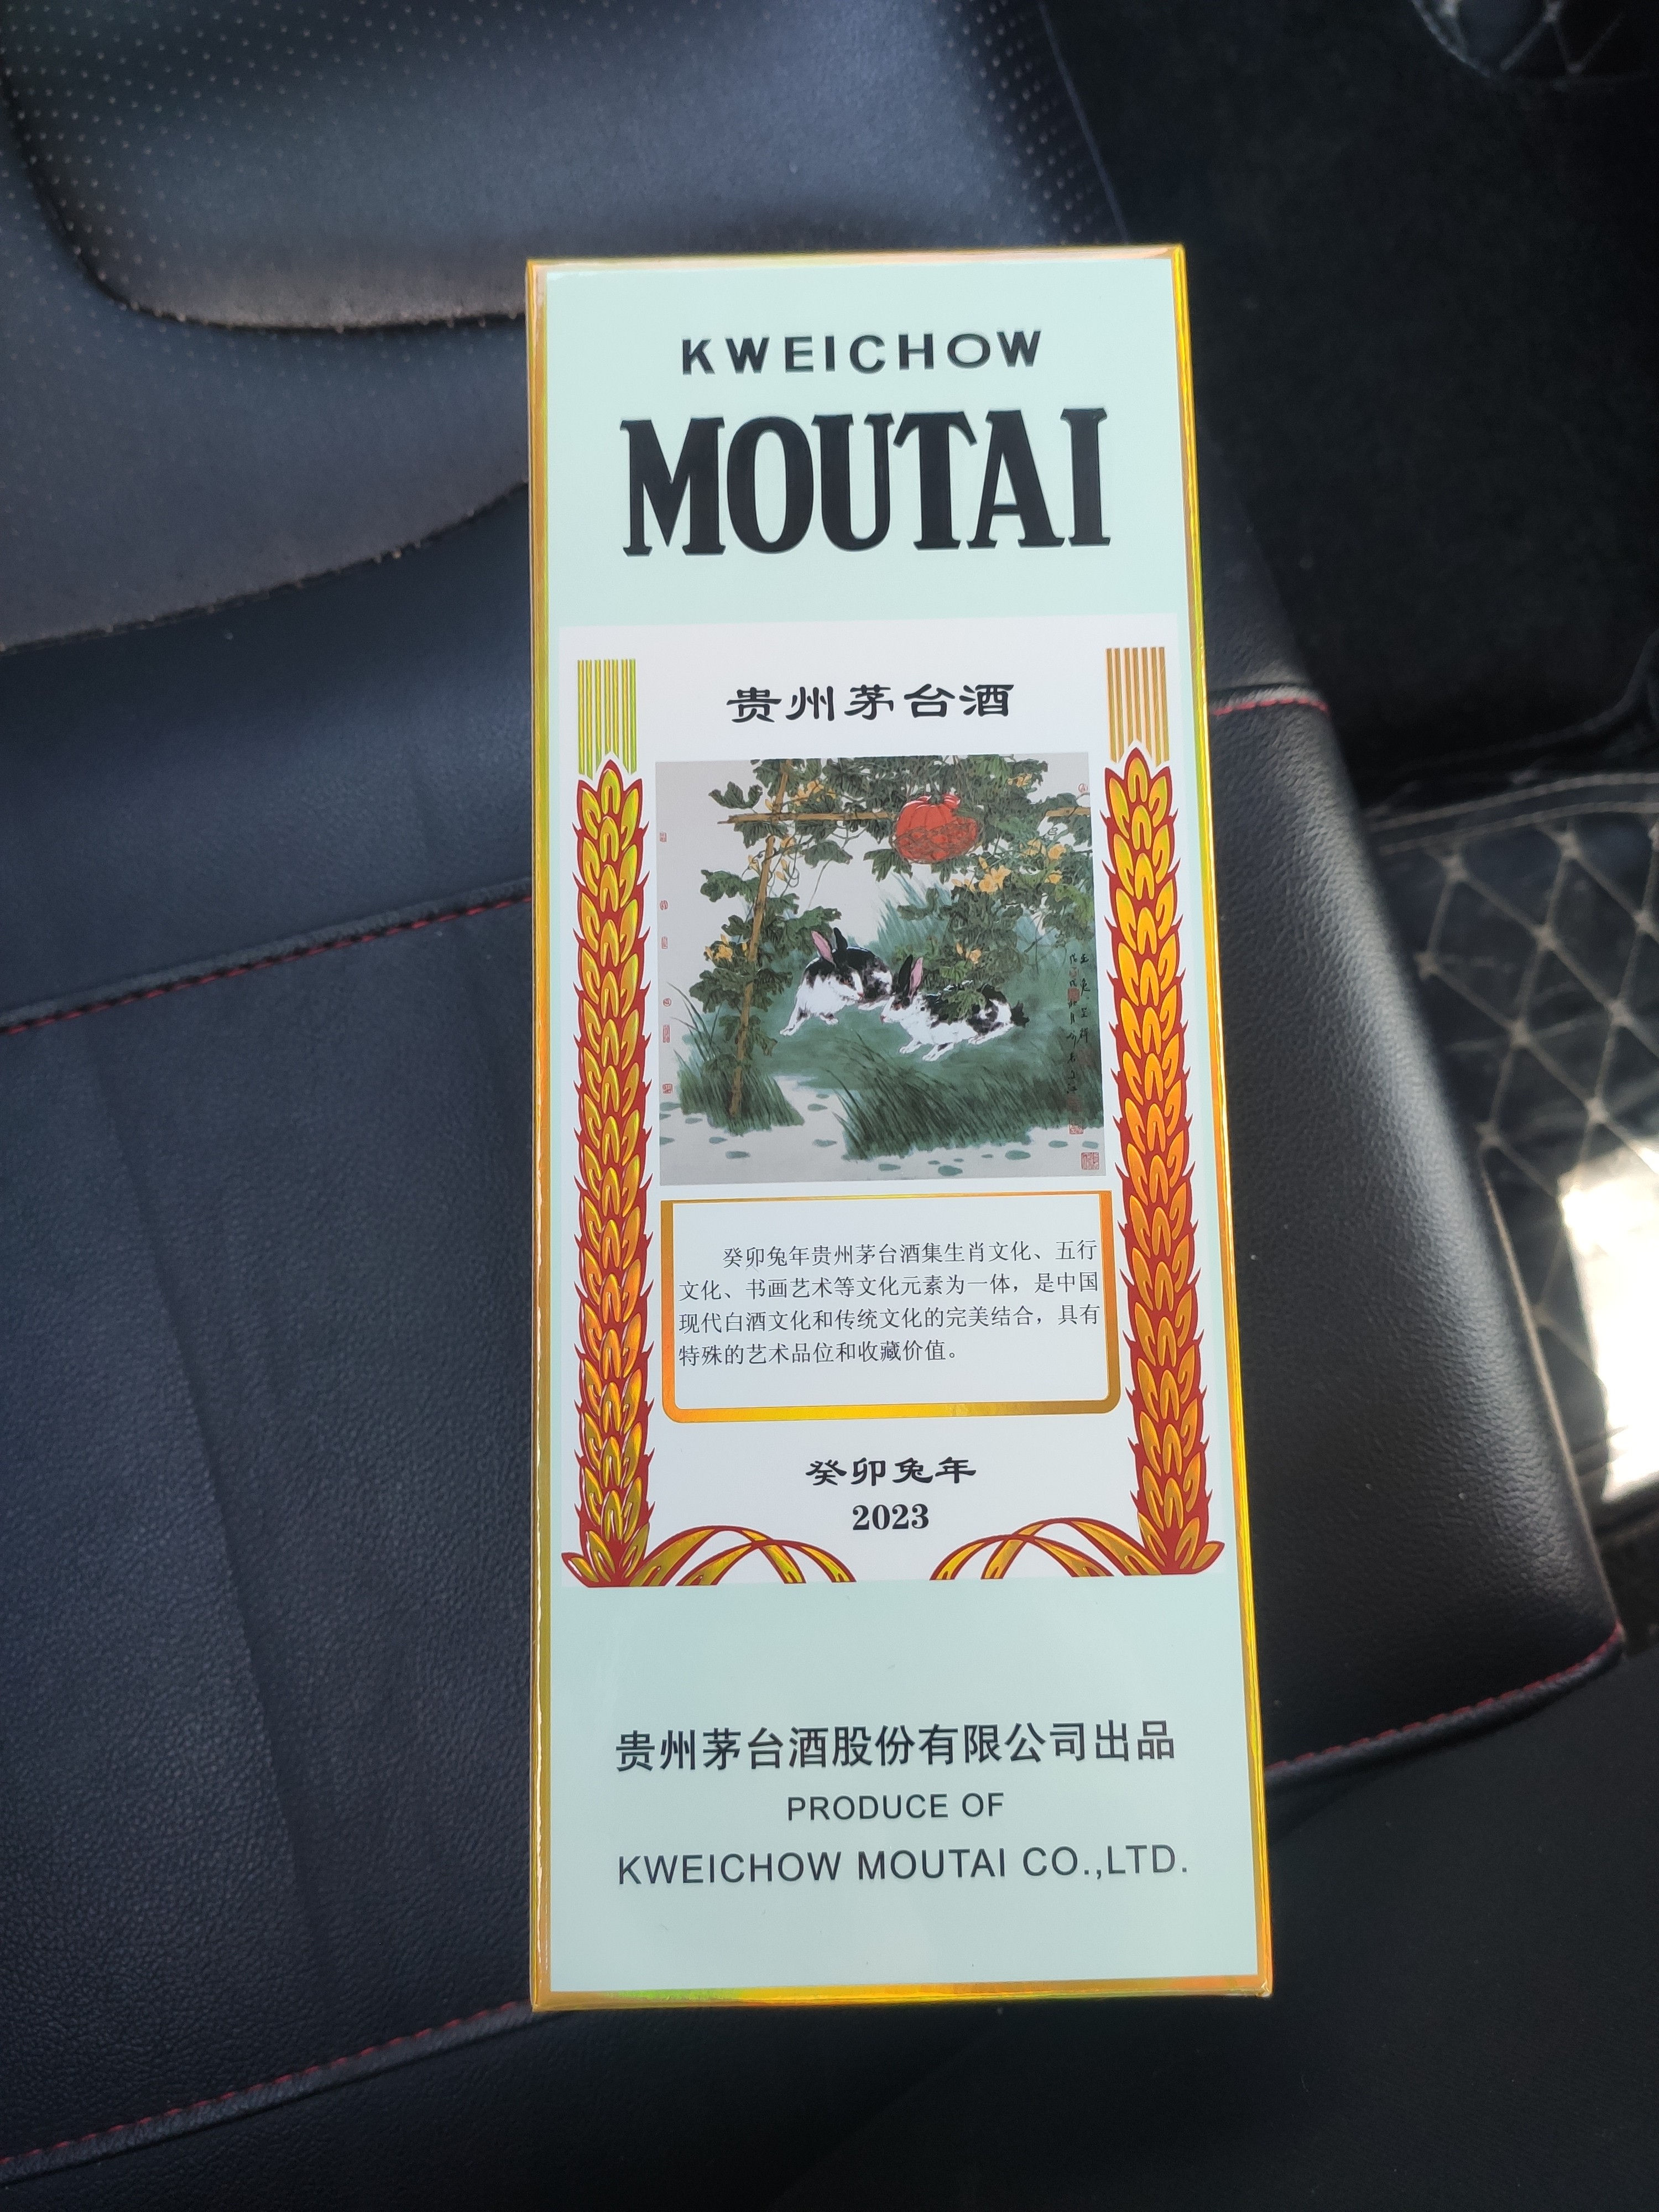 KWEICHOW
MOUTAI
贵州茅台酒
癸卯兔年贵州茅台酒集生肖文化、五行
文化、书画艺术等文化元素为一体，是中国
现代白酒文化和传统文化的完美结合，具有
特殊的艺术品位和收藏价值。
癸卯兔年
2023
贵州茅台酒股份有限公司出品
PRODUCE OF
KWEICHOW MOUTAI CO.,LTD.